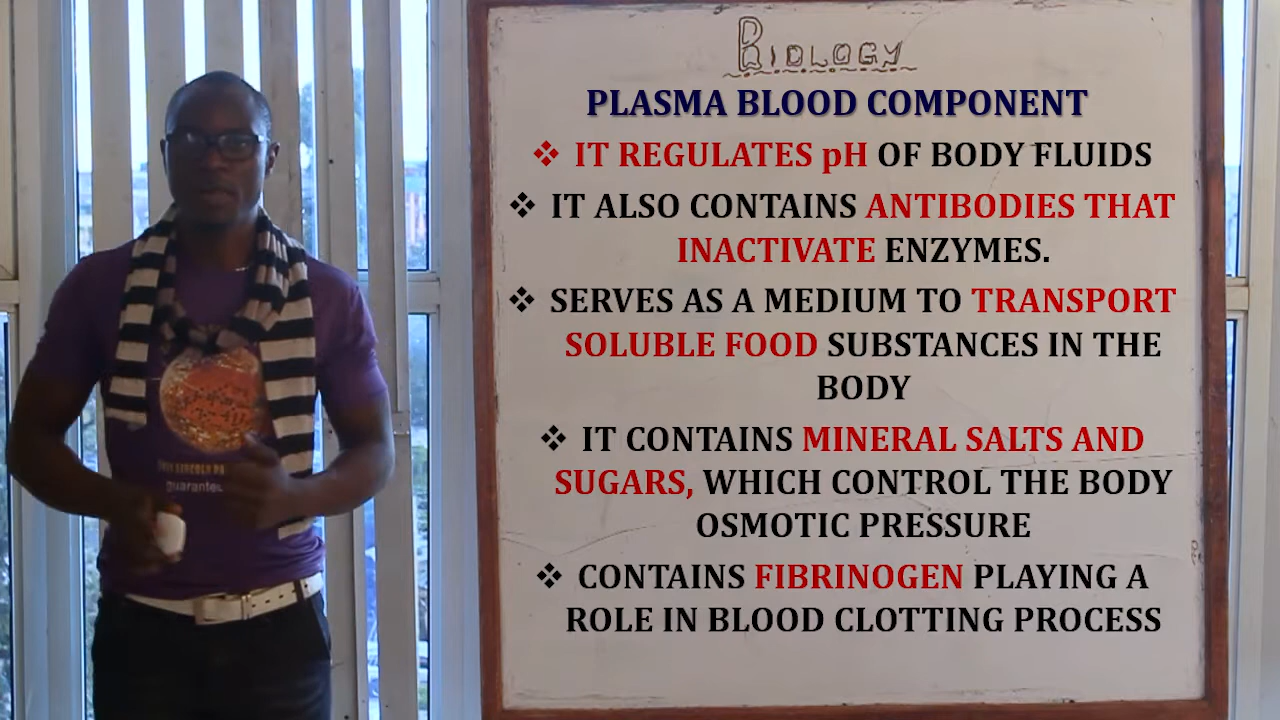 BIOLOGY
PLASMA BLOOD COMPONENT
❖ IT REGULATES pH OF BODY FLUIDS
❖ IT ALSO CONTAINS ANTIBODIES THAT
INACTIVATE ENZYMES.
❖ SERVES AS A MEDIUM TO TRANSPORT
SOLUBLE FOOD SUBSTANCES IN THE
BODY
❖ IT CONTAINS MINERAL SALTS AND
SUGARS, WHICH CONTROL THE BODY
OSMOTIC PRESSURE
❖ CONTAINS FIBRINOGEN PLAYING A
ROLE IN BLOOD CLOTTING PROCESS